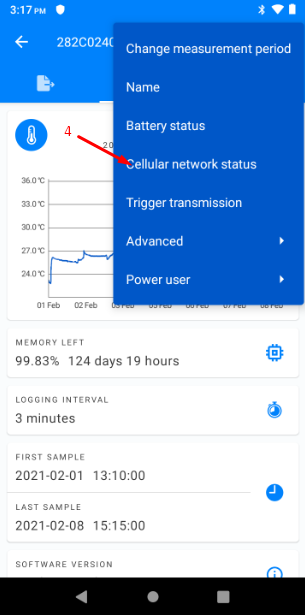 3:17 PM
282C024C
Change measurement period
Name
Battery status
Cellular network status
Trigger transmission
Advanced
Power user
4
20
36.0°C
33.0°C
30.0°C
27.0°C
24.0°C
01 Feb 02 Feb 03 Feb 04 Feb 05 Feb 06 Feb 07 Feb 08 Feb
MEMORY LEFT
99.83% 124 days 19 hours
LOGGING INTERVAL
3 minutes
FIRST SAMPLE
2021-02-01 13:10:00
LAST SAMPLE
2021-02-08 15:15:00
SOFTWARE VERSION